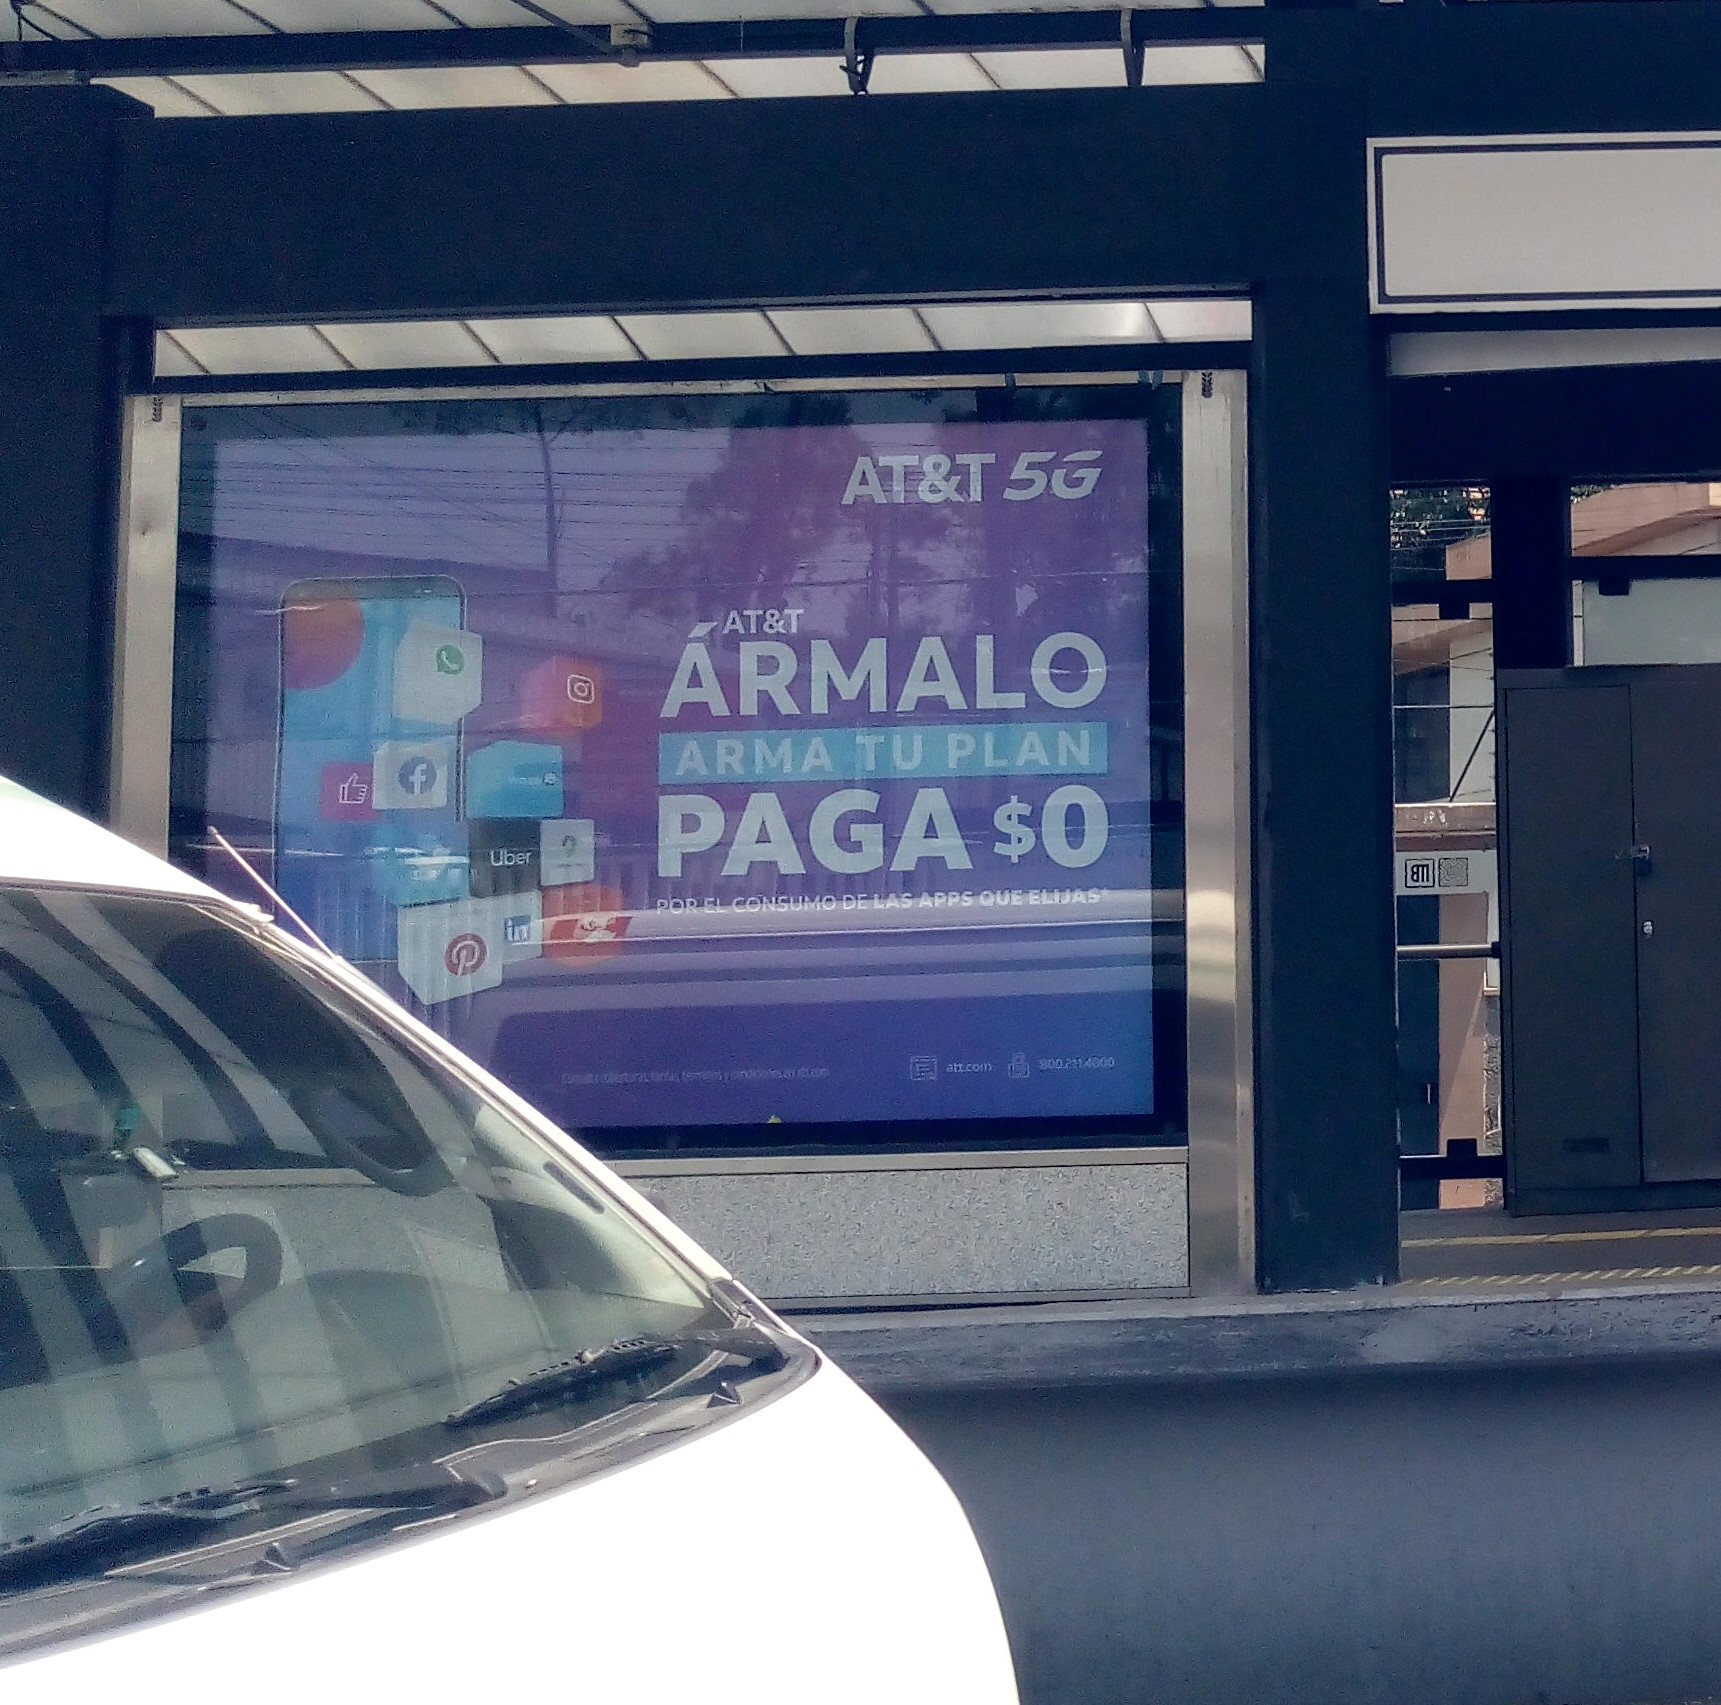 AT&T 5G
AT&T
ÁRMALO
ARMA TU PLAN
PAGA $0
POR EL CONSUMO DE LAS APPS QUE ELIJAS*
Uber
?
in
att.com
800.211.4000